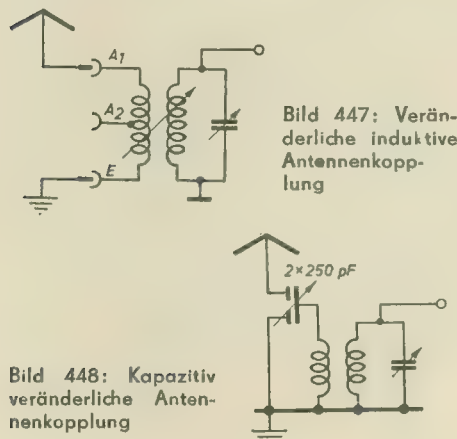 A1
A2
E
Bild 447: Verän-
derliche induktive
Antennenkopp-
lung
2×250 pF
Bild 448: Kapazitiv
veränderliche Anten-
nenkopplung